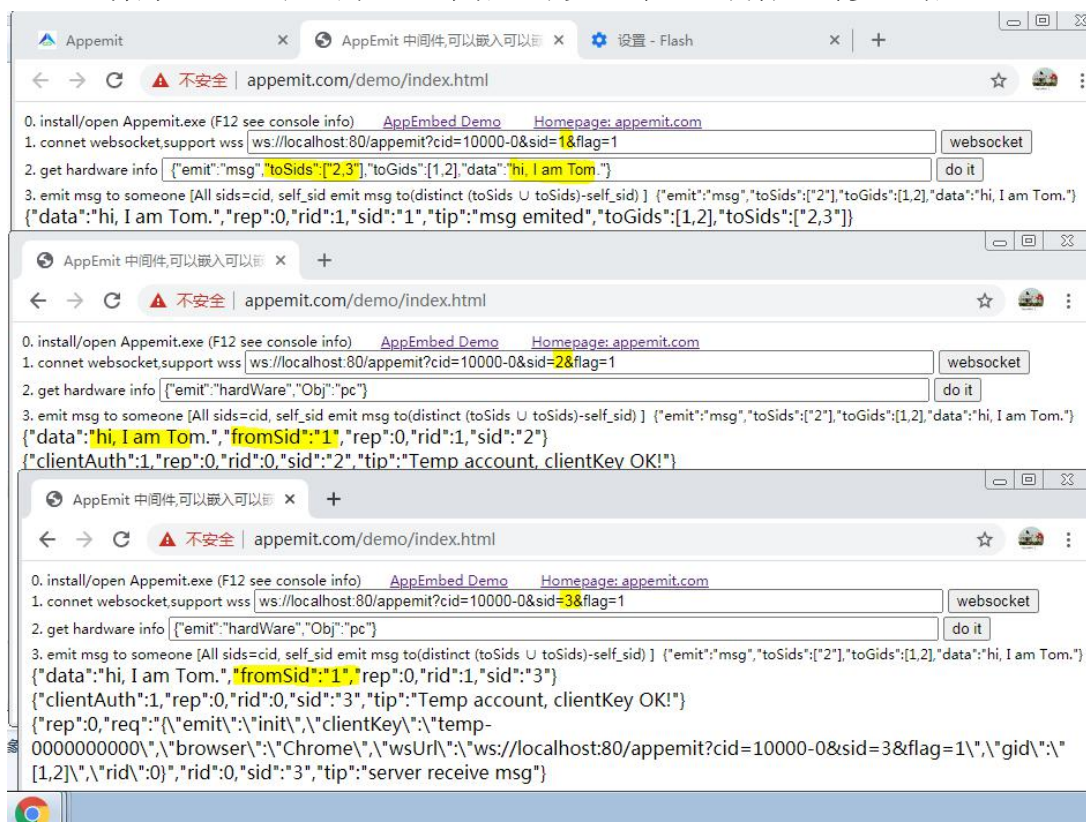 Appemit
AppEmit 中间件,可以嵌入可以
设置 - Flash
不安全 appemit.com/demo/index.html
0. install/open Appemit.exe (F12 see console info) AppEmbed Demo Homepage: appemit.com
1. connet websocket,support wss ws://localhost:80/appemit?cid=10000-0&sid=1&flag=1 websocket
2. get hardware info {"emit":"msg","toSids":["2,3"],"toGids":[1,2],"data":"hi, I am Tom."} do it
3. emit msg to someone [All sids=cid, self_sid emit msg to(distinct (toSids ∪ toSids)-self_sid) ] {"emit":"msg","toSids":["2"],"toGids":[1,2],"data":"hi, I am Tom."}
{"data":"hi, I am Tom.","rep":0,"rid":1,"sid":"1","tip":"msg emited","toGids":[1,2],"toSids":["2,3"]}
AppEmit 中间件,可以嵌入可以
不安全 appemit.com/demo/index.html
0. install/open Appemit.exe (F12 see console info) AppEmbed Demo Homepage: appemit.com
1. connet websocket,support wss ws://localhost:80/appemit?cid=10000-0&sid=2&flag=1 websocket
2. get hardware info {"emit":"hardWare","Obj":"pc"} do it
3. emit msg to someone [All sids=cid, self_sid emit msg to(distinct (toSids ∪ toSids)-self_sid) ] {"emit":"msg","toSids":["2"],"toGids":[1,2],"data":"hi, I am Tom."}
{"data":"hi, I am Tom.","fromSid":"1","rep":0,"rid":1,"sid":"2"}
{"clientAuth":1,"rep":0,"rid":0,"sid":"2","tip":"Temp account, clientKey OK!"}
AppEmit 中间件,可以嵌入可以
不安全 appemit.com/demo/index.html
0. install/open Appemit.exe (F12 see console info) AppEmbed Demo Homepage: appemit.com
1. connet websocket,support wss ws://localhost:80/appemit?cid=10000-0&sid=3&flag=1 websocket
2. get hardware info {"emit":"hardWare","Obj":"pc"} do it
3. emit msg to someone [All sids=cid, self_sid emit msg to(distinct (toSids ∪ toSids)-self_sid) ] {"emit":"msg","toSids":["2"],"toGids":[1,2],"data":"hi, I am Tom."}
{"data":"hi, I am Tom.","fromSid":"1","rep":0,"rid":1,"sid":"3"}
{"clientAuth":1,"rep":0,"rid":0,"sid":"3","tip":"Temp account, clientKey OK!"}
{"rep":0,"req":"{\"emit\":\"init\",\"clientKey\":\"temp-
0000000000\",\"browser\":\"Chrome\",\"wsUrl\":\"ws://localhost:80/appemit?cid=10000-0&sid=3&flag=1\",\"gid\":\"
[1,2]\",\"rid\":0}","rid":0,"sid":"3","tip":"server receive msg"}